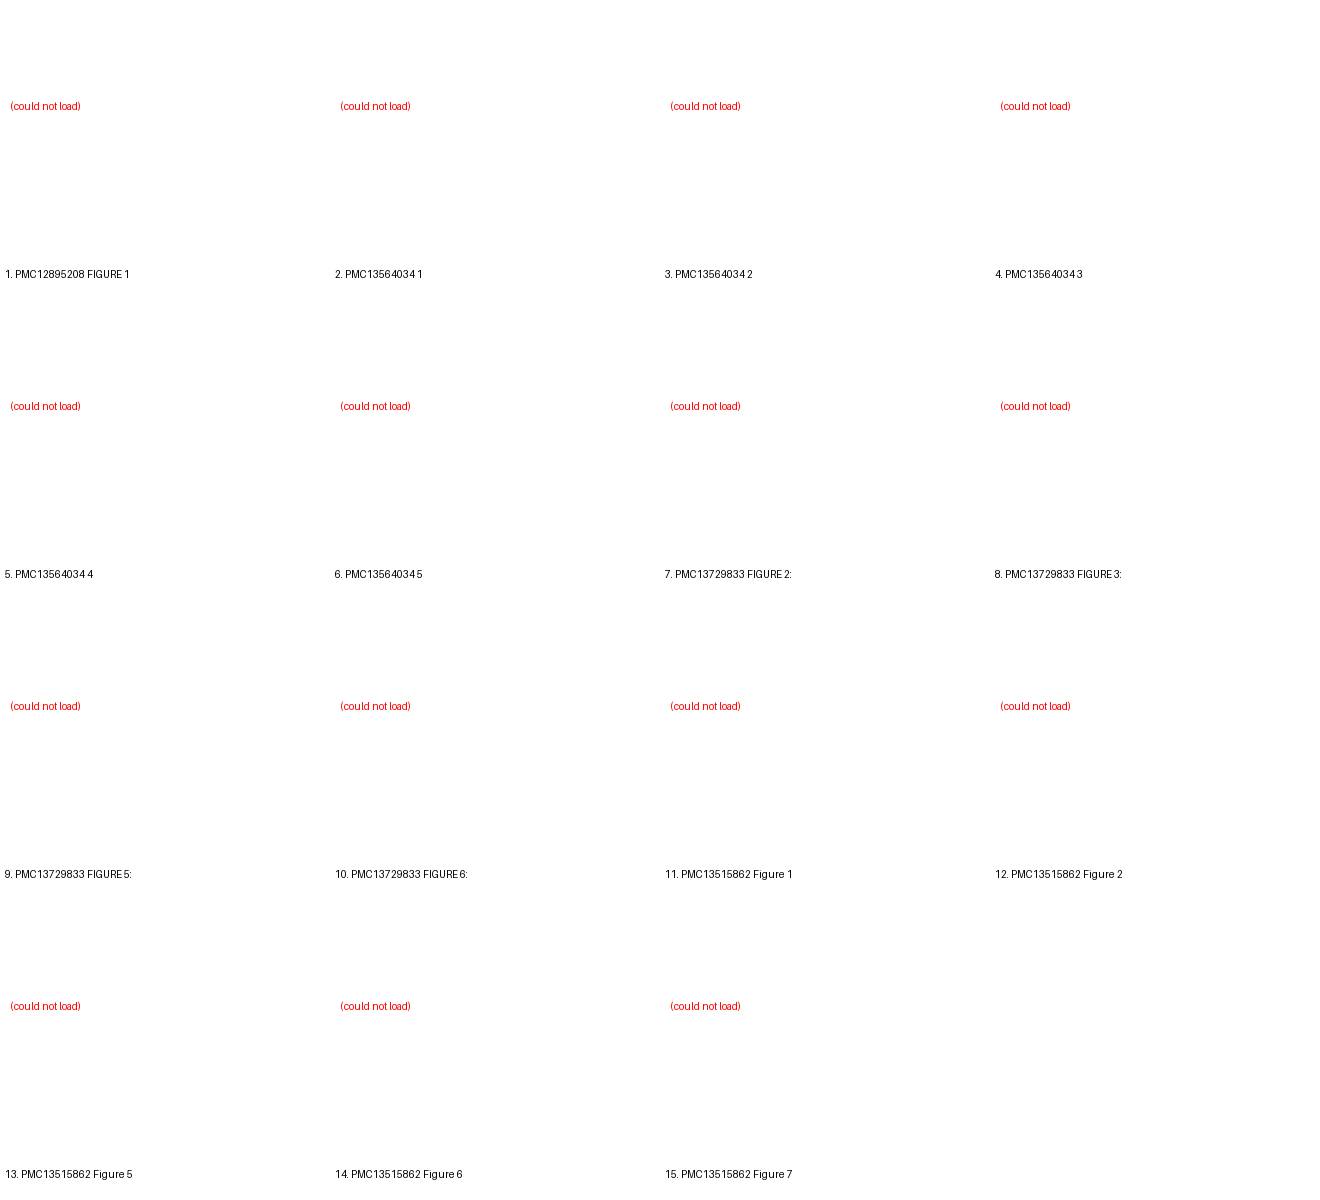 (could not load) (could not load) (could not load) (could not load)
1. PMC12895208 FIGURE 1 2. PMC13564034 1 3. PMC13564034 2 4. PMC13564034 3
(could not load) (could not load) (could not load) (could not load)
5. PMC13564034 4 6. PMC13564034 5 7. PMC13729833 FIGURE 2: 8. PMC13729833 FIGURE 3:
(could not load) (could not load) (could not load) (could not load)
9. PMC13729833 FIGURE 5: 10. PMC13729833 FIGURE 6: 11. PMC13515862 Figure 1 12. PMC13515862 Figure 2
(could not load) (could not load) (could not load)
13. PMC13515862 Figure 5 14. PMC13515862 Figure 6 15. PMC13515862 Figure 7